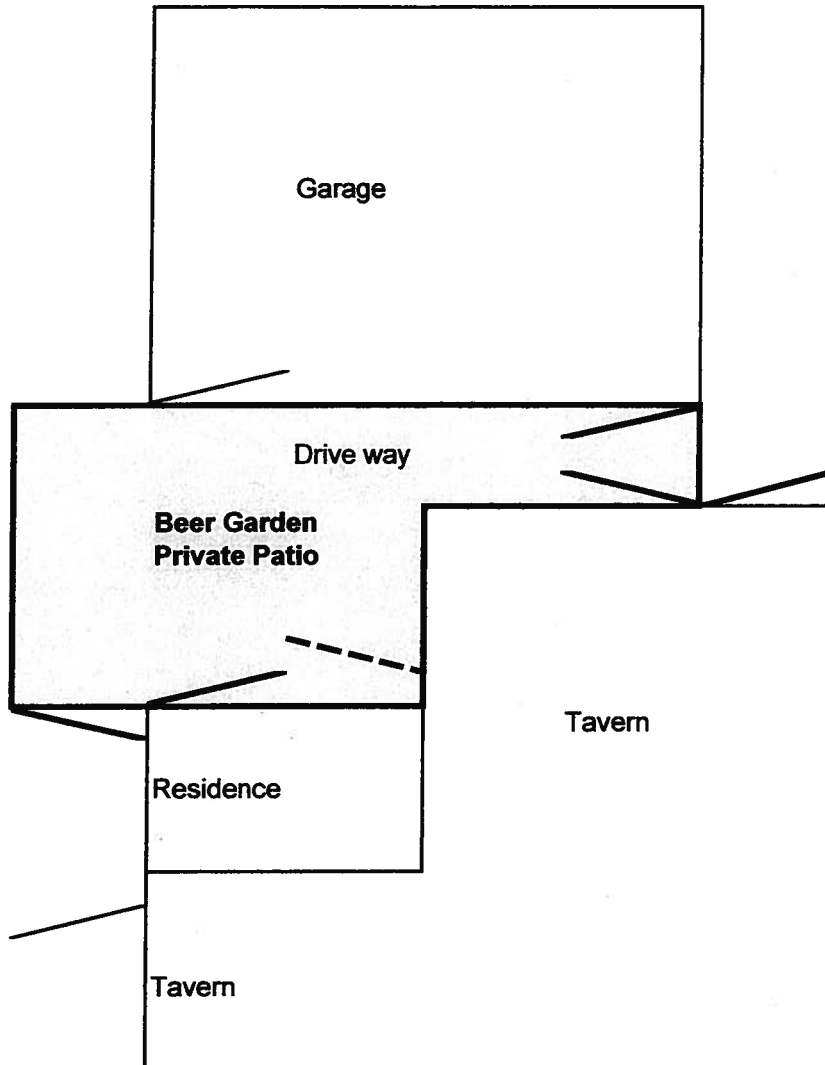 Garage
Drive way
Beer Garden
Private Patio
Tavern
Residence
Tavern